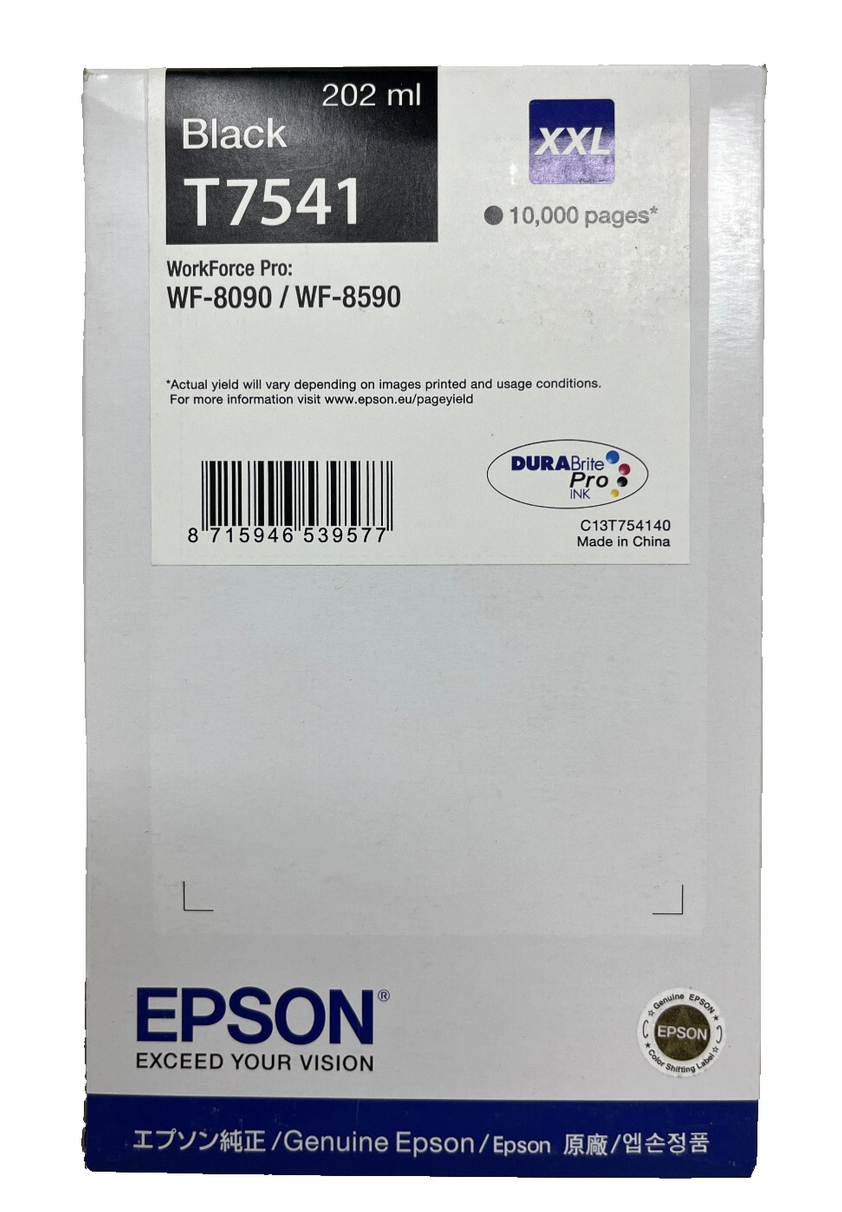 202 ml
Black
T7541
XXL
10,000 pages*
WorkForce Pro:
WF-8090 / WF-8590
*Actual yield will vary depending on images printed and usage conditions.
For more information visit www.epson.eu/pageyield
DURABrite
Pro
INK
8 715946 539577
C13T754140
Made in China
EPSON®
EXCEED YOUR VISION
Genuine EPSON
EPSON
Color Shifting Label
エプソン純正/Genuine Epson/Epson 原廠/엡손정품